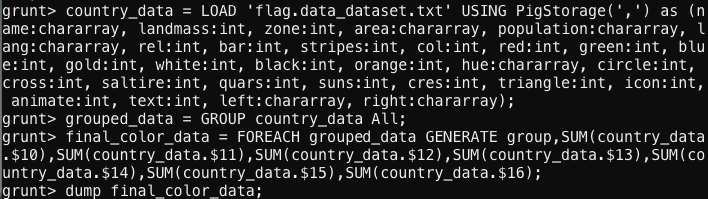 grunt> country_data = LOAD 'flag.data_dataset.txt' USING PigStorage(',') as (n
ame:chararray, landmass:int, zone:int, area:chararray, population:chararray, l
ang:chararray, rel:int, bar:int, stripes:int, col:int, red:int, green:int, blu
e:int, gold:int, white:int, black:int, orange:int, hue:chararray, circle:int,
cross:int, saltire:int, quars:int, suns:int, cres:int, triangle:int, icon:int,
 animate:int, text:int, left:chararray, right:chararray);
grunt> grouped_data = GROUP country_data All;
grunt> final_color_data = FOREACH grouped_data GENERATE group,SUM(country_data
.$10),SUM(country_data.$11),SUM(country_data.$12),SUM(country_data.$13),SUM(co
untry_data.$14),SUM(country_data.$15),SUM(country_data.$16);
grunt> dump final_color_data;